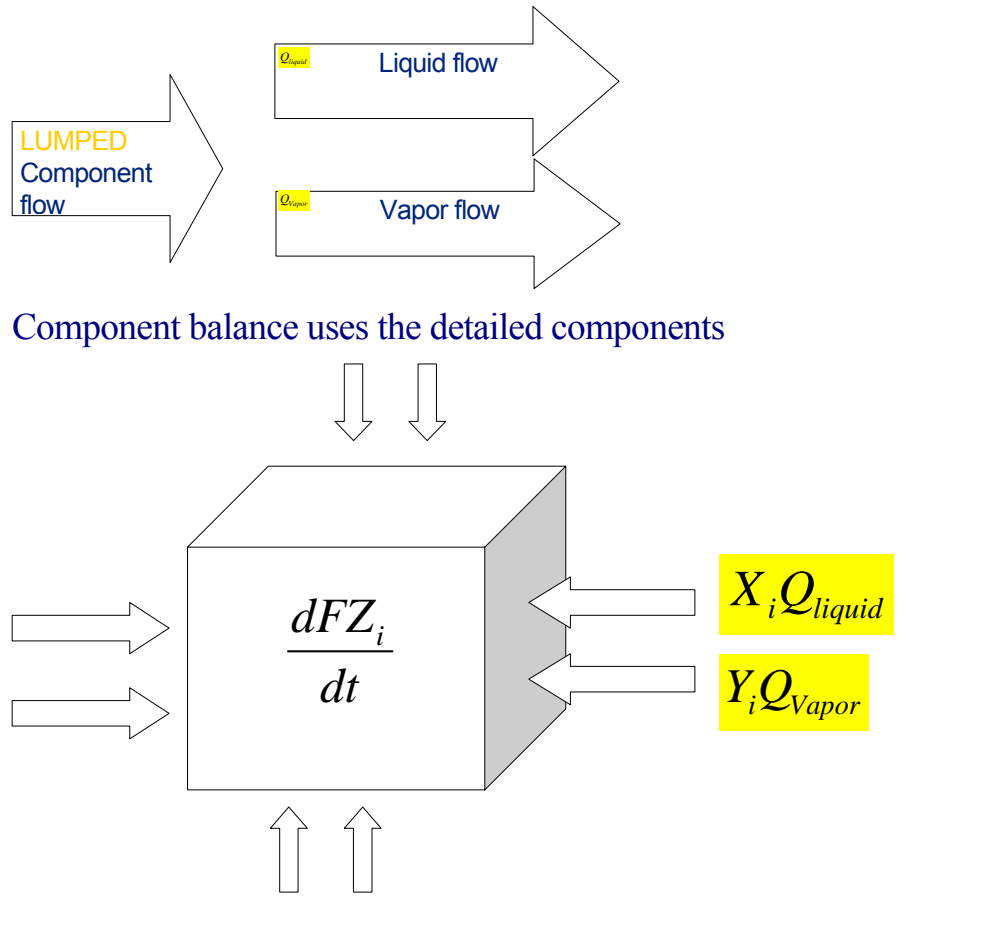 Q_liquid
Liquid flow
LUMPED
Component
flow
Q_Vapor
Vapor flow
Component balance uses the detailed components
dFZ_i
dt
X_i Q_liquid
Y_i Q_Vapor